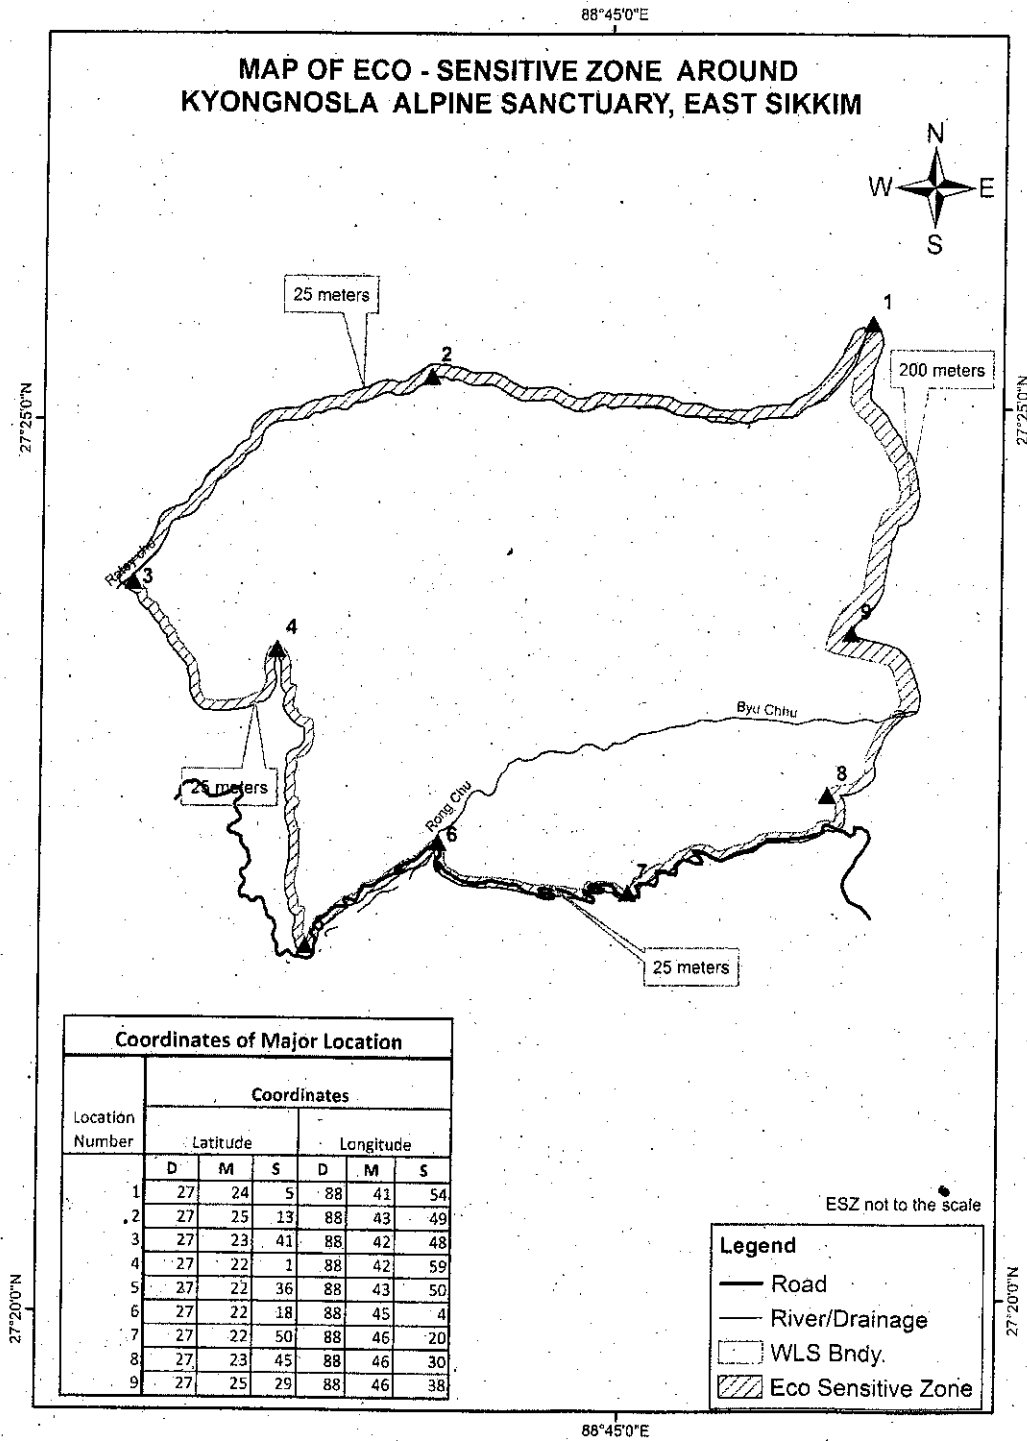 88°45'0"E
MAP OF ECO - SENSITIVE ZONE AROUND
KYONGNOSLA ALPINE SANCTUARY, EAST SIKKIM
N
W E
S
25 meters
1
2
200 meters
27°25'0"N
27°25'0"N
3
4
9
Byu Chhu
25 meters
8
Rong Chu
6
7
25 meters
Coordinates of Major Location
Location Number
Coordinates
Latitude Longitude
D M S D M S
1 27 24 5 88 41 54
2 27 25 13 88 43 49
3 27 23 41 88 42 48
4 27 22 1 88 42 59
5 27 22 36 88 43 50
6 27 22 18 88 45 4
7 27 22 50 88 46 20
8 27 23 45 88 46 30
9 27 25 29 88 46 38
ESZ not to the scale
Legend
Road
River/Drainage
WLS Bndy.
Eco Sensitive Zone
27°20'0"N
27°20'0"N
88°45'0"E